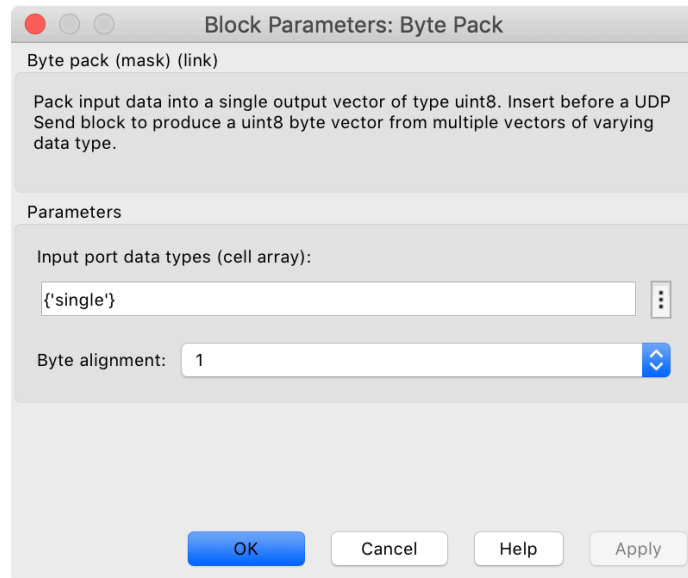 Block Parameters: Byte Pack
Byte pack (mask) (link)
Pack input data into a single output vector of type uint8. Insert before a UDP
Send block to produce a uint8 byte vector from multiple vectors of varying
data type.
Parameters
Input port data types (cell array):
{'single'}
Byte alignment: 1
OK Cancel Help Apply